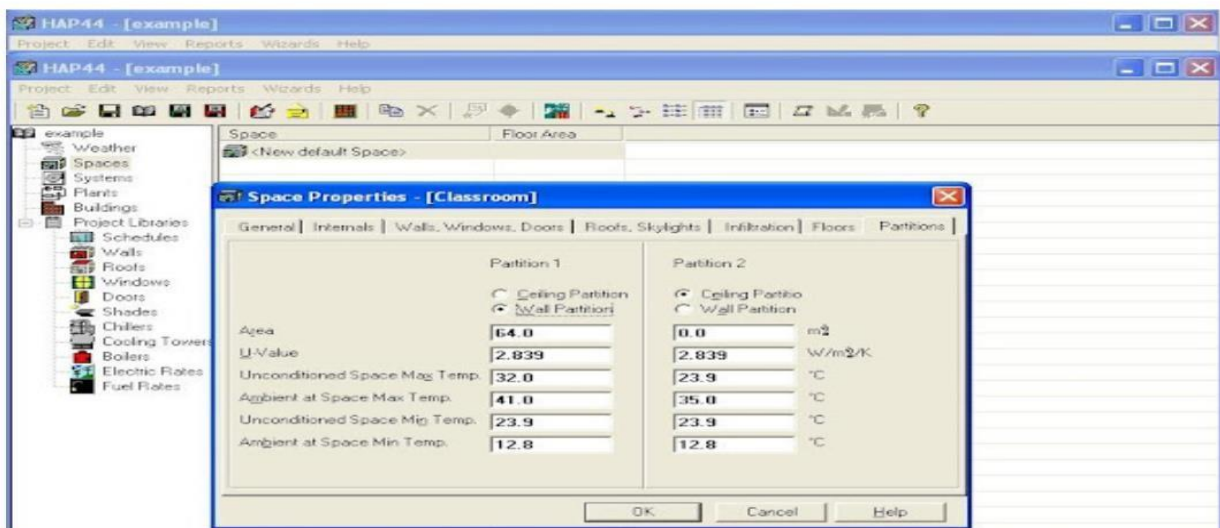 HAP44 - [example]
Project Edit View Reports Wizards Help
HAP44 - [example]
Project Edit View Reports Wizards Help
example
Weather
Spaces
Systems
Plants
Buildings
Project Libraries
Schedules
Walls
Roofs
Windows
Doors
Shades
Chillers
Cooling Towers
Boilers
Electric Rates
Fuel Rates
Space Floor Area
<New default Space>
Space Properties - [Classroom]
General Internals Walls, Windows, Doors Roofs, Skylights Infiltration Floors Partitions
Partition 1 Partition 2
Ceiling Partition Ceiling Partitio
Wall Partition Wall Partition
Area 64.0 0.0 m2
U-Value 2.839 2.839 W/m2/K
Unconditioned Space Max Temp. 32.0 23.9 °C
Ambient at Space Max Temp. 41.0 35.0 °C
Unconditioned Space Min Temp. 23.9 23.9 °C
Ambient at Space Min Temp. 12.8 12.8 °C
OK Cancel Help